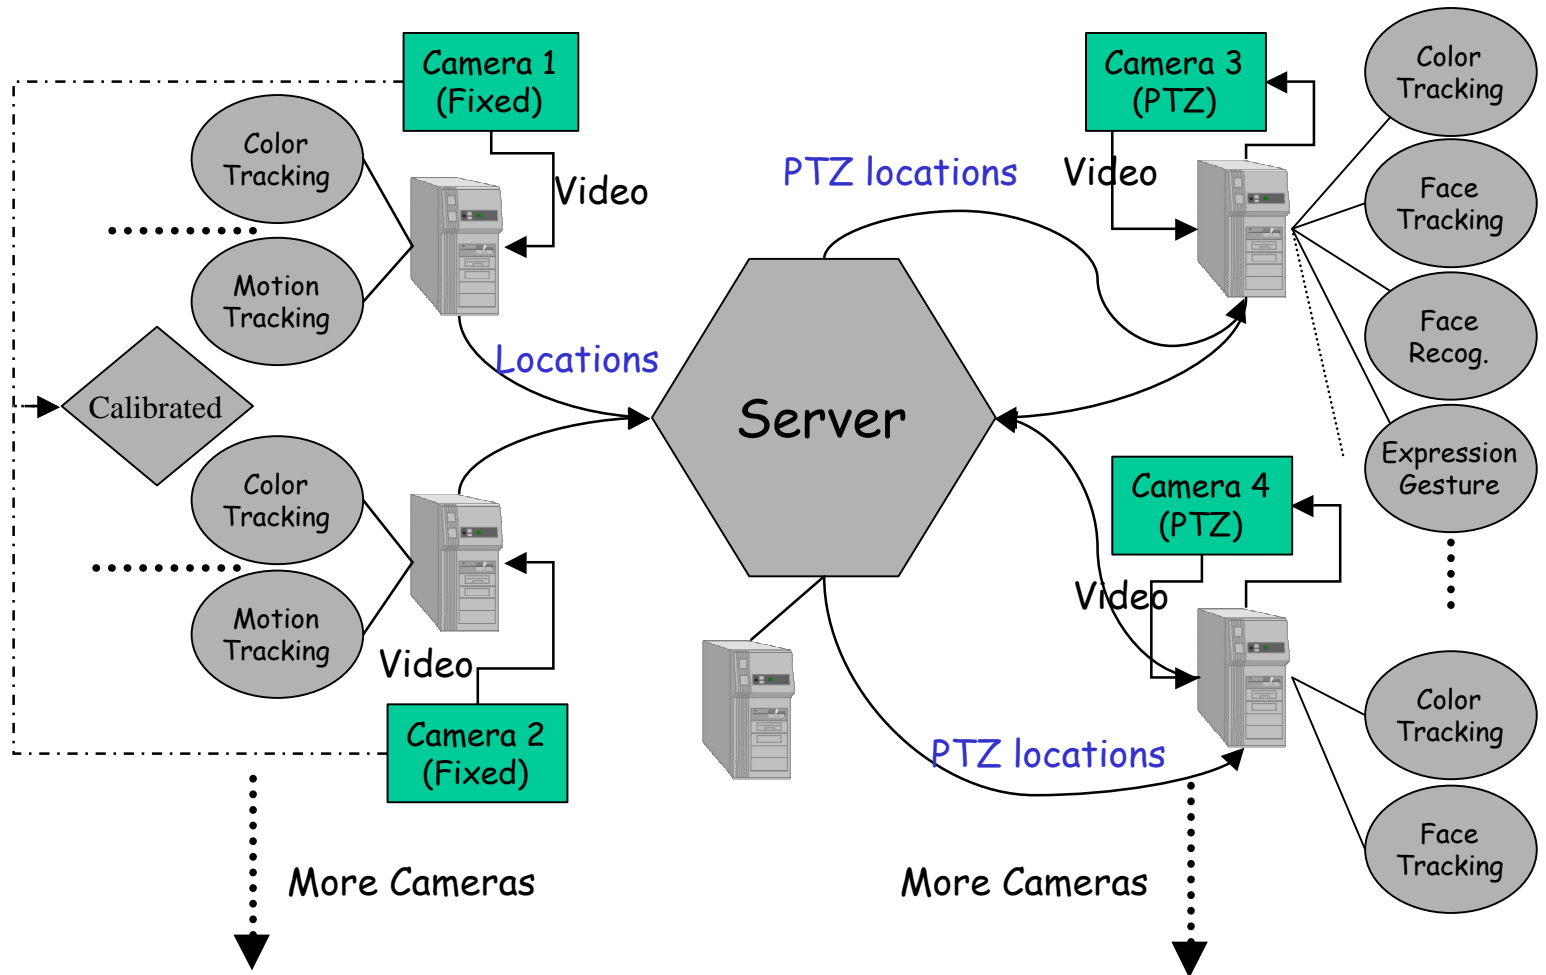 Camera 1
(Fixed)
Color
Tracking
Video
Motion
Tracking
Locations
Calibrated
Color
Tracking
Motion
Tracking
Video
Camera 2
(Fixed)
More Cameras
Server
PTZ locations
Camera 3
(PTZ)
Video
Color
Tracking
Face
Tracking
Face
Recog.
Expression
Gesture
Camera 4
(PTZ)
Video
PTZ locations
Color
Tracking
Face
Tracking
More Cameras